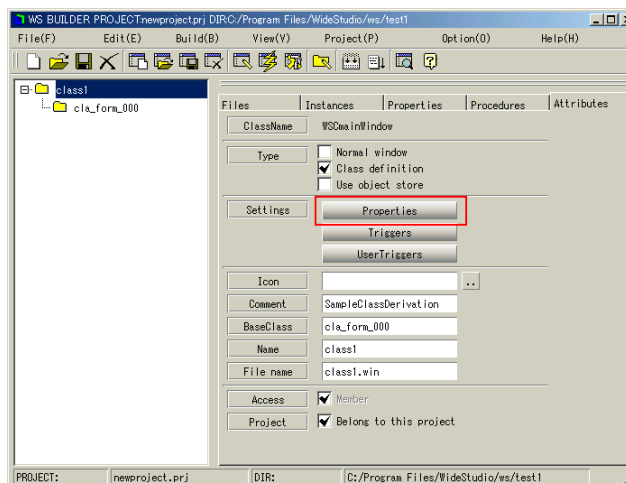 WS BUILDER PROJECT:newproject.prj DIR:C:/Program Files/WideStudio/ws/test1
File(F) Edit(E) Build(B) View(V) Project(P) Option(O) Help(H)
class1
cla_form_000
Files Instances Properties Procedures Attributes
ClassName WSCmainWindow
Type Normal window
Class definition
Use object store
Settings Properties
Triggers
UserTriggers
Icon ..
Comment SampleClassDerivation
BaseClass cla_form_000
Name class1
File name class1.win
Access Member
Project Belong to this project
PROJECT: newproject.prj DIR: C:/Program Files/WideStudio/ws/test1